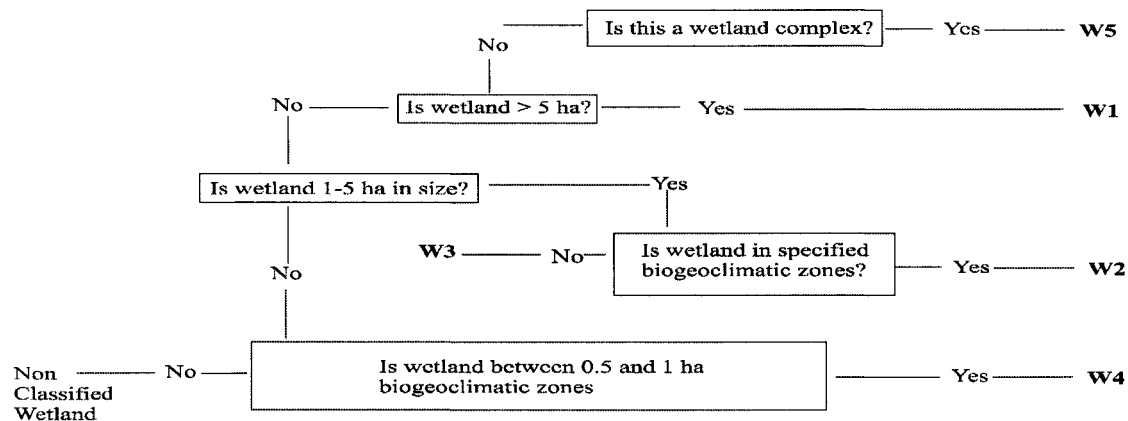 Is this a wetland complex? Yes W5
No
No Is wetland > 5 ha? Yes W1
Is wetland 1-5 ha in size? Yes
W3 No Is wetland in specified
biogeoclimatic zones? Yes W2
No
Is wetland between 0.5 and 1 ha
biogeoclimatic zones
Non No Yes W4
Classified
Wetland